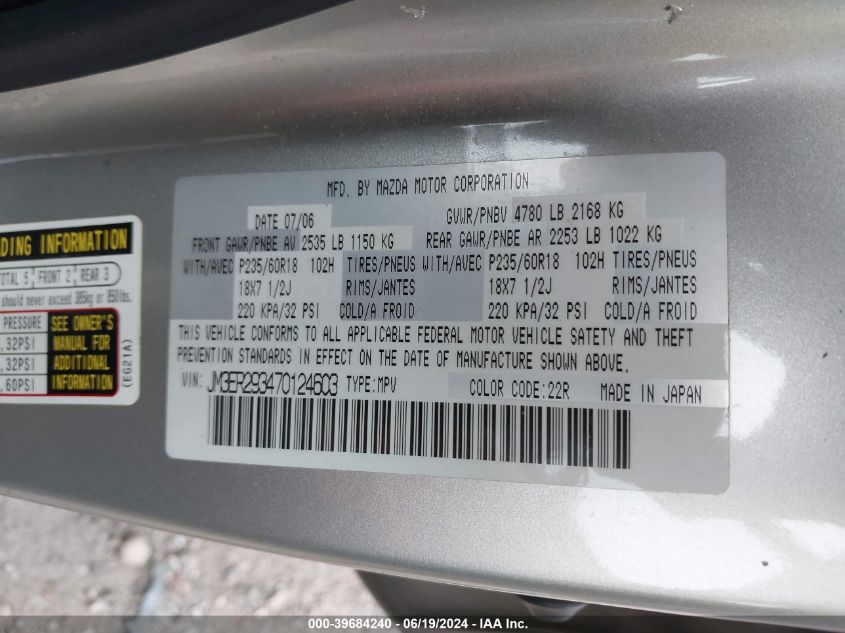 MFD. BY MAZDA MOTOR CORPORATION
DATE 07/06 GVWR/PNBV 4780 LB 2168 KG
FRONT GAWR/PNBE AV 2535 LB 1150 KG REAR GAWR/PNBE AR 2253 LB 1022 KG
WITH/AVEC P235/60R18 102H TIRES/PNEUS WITH/AVEC P235/60R18 102H TIRES/PNEUS
18X7 1/2J RIMS/JANTES 18X7 1/2J RIMS/JANTES
220 KPA/32 PSI COLD/A FROID 220 KPA/32 PSI COLD/A FROID
THIS VEHICLE CONFORMS TO ALL APPLICABLE FEDERAL MOTOR VEHICLE SATETY AND THEFT
PREVENTION STANDARDS IN EFFECT ON THE DATE OF MANUFACTURE SHOWN ABOVE.
VIN: JM3ER293470124603 TYPE:MPV COLOR CODE:22R MADE IN JAPAN
DING INFORMATION
TOTAL 5 FRONT 2 REAR 3
should never exceed 385kg or 850lbs.
PRESSURE SEE OWNER'S
, 32PSI MANUAL FOR
, 32PSI ADDITIONAL
, 60PSI INFORMATION
(EG21A)
000-39684240 - 06/19/2024 - IAAI Inc.